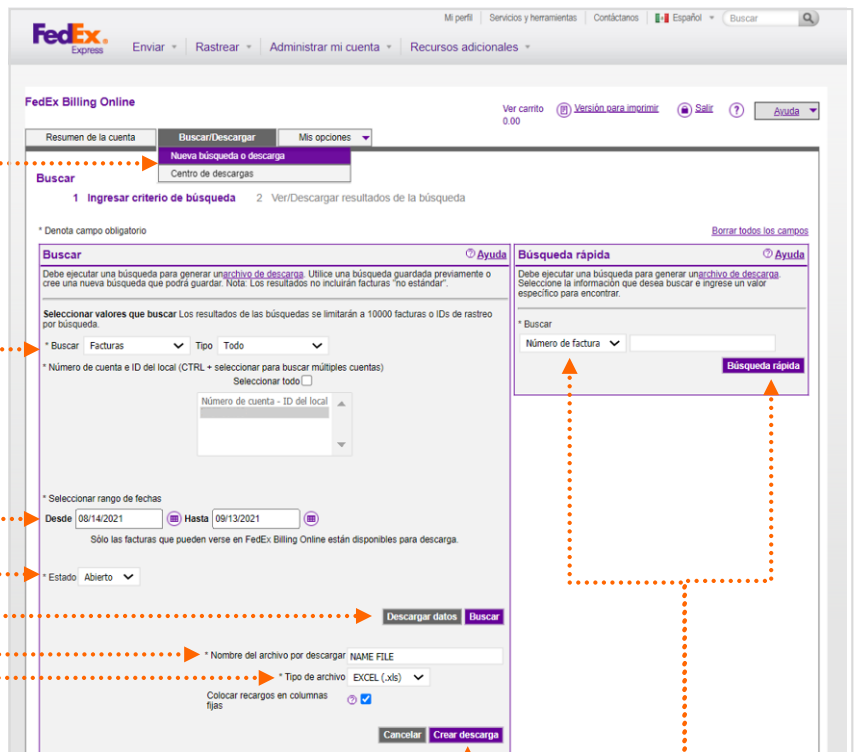 Mi perfil Servicios y herramientas Contáctanos Español Buscar
FedEx
Express
Enviar Rastrear Administrar mi cuenta Recursos adicionales
FedEx Billing Online
Ver carrito
0.00
Versión para imprimir Salir ? Ayuda
Resumen de la cuenta Buscar/Descargar Mis opciones
Nueva búsqueda o descarga
Centro de descargas
Buscar
1 Ingresar criterio de búsqueda 2 Ver/Descargar resultados de la búsqueda
* Denota campo obligatorio
Borrar todos los campos
Buscar ? Ayuda
Debe ejecutar una búsqueda para generar unarchivo de descarga. Utilice una búsqueda guardada previamente o
cree una nueva búsqueda que podrá guardar. Nota: Los resultados no incluirán facturas "no estándar".
Seleccionar valores que buscar Los resultados de las búsquedas se limitarán a 10000 facturas o IDs de rastreo
por búsqueda.
* Buscar Facturas Tipo Todo
* Número de cuenta e ID del local (CTRL + seleccionar para buscar múltiples cuentas)
Seleccionar todo
Número de cuenta - ID del local
* Seleccionar rango de fechas
Desde 08/14/2021 Hasta 09/13/2021
Sólo las facturas que pueden verse en FedEx Billing Online están disponibles para descarga.
* Estado Abierto
Descargar datos Buscar
* Nombre del archivo por descargar NAME FILE
* Tipo de archivo EXCEL (.xls)
Colocar recargos en columnas
fijas ?
Cancelar Crear descarga
Búsqueda rápida ? Ayuda
Debe ejecutar una búsqueda para generar unarchivo de descarga.
Seleccione la información que desea buscar e ingrese un valor
específico para encontrar.
* Buscar
Número de factura
Búsqueda rápida